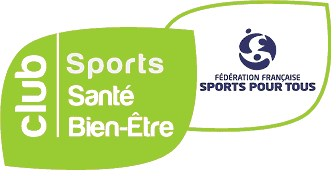 club
Sports
Santé
Bien-Être
FÉDÉRATION FRANÇAISE
SPORTS POUR TOUS